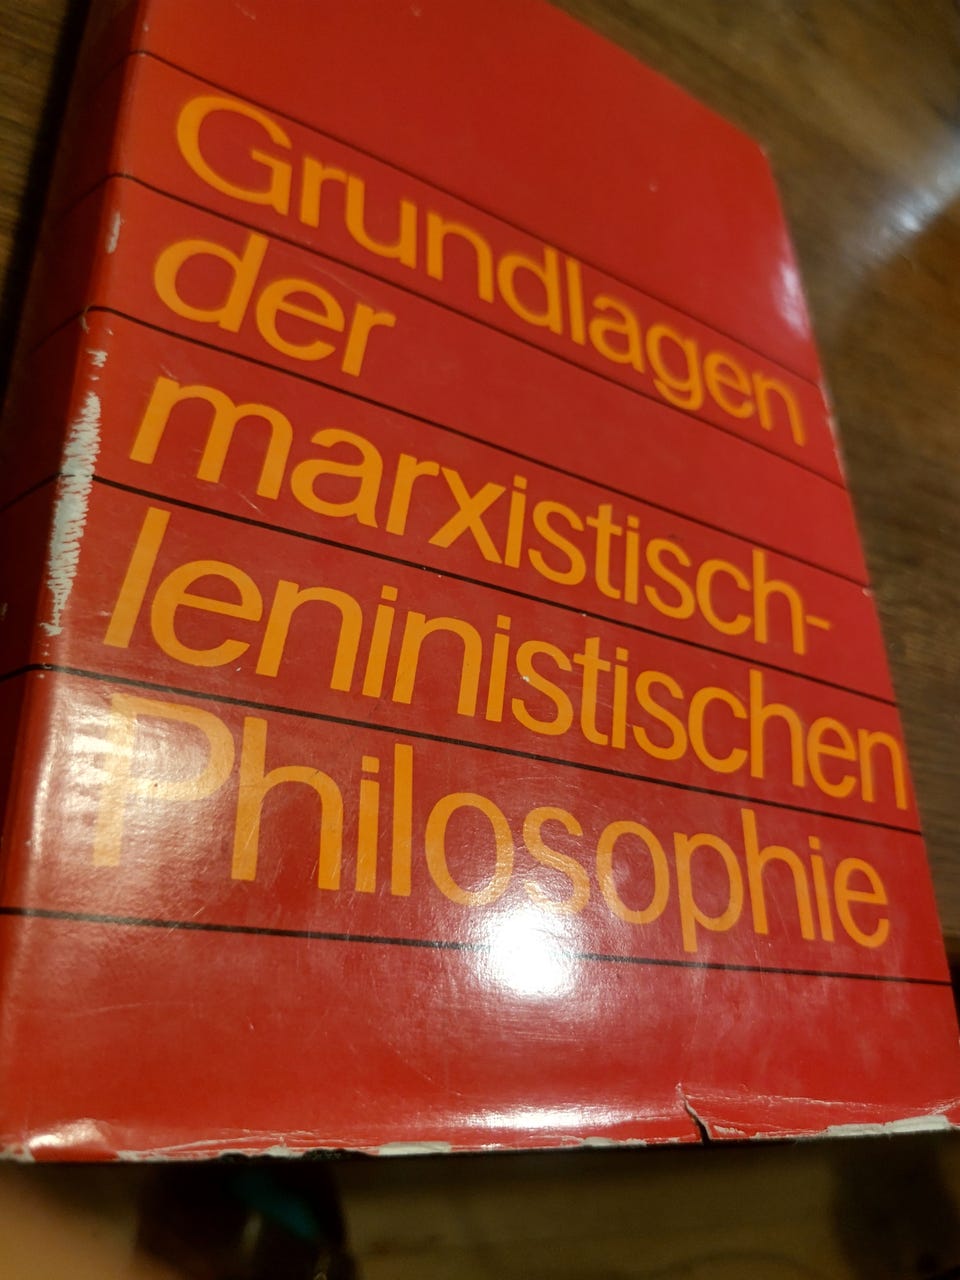 Grundlagen
der
marxistisch-
leninistischen
Philosophie